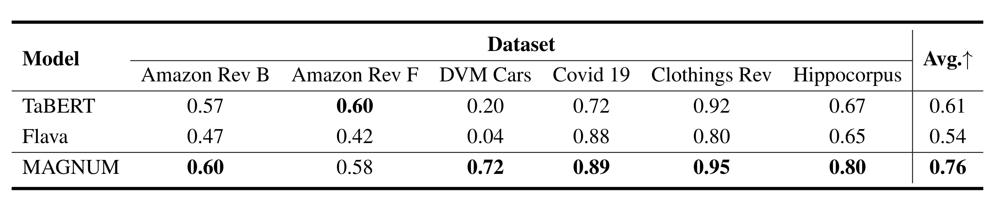 Dataset
Model Avg.↑
Amazon Rev B Amazon Rev F DVM Cars Covid 19 Clothings Rev Hippocorpus
TaBERT 0.57 0.60 0.20 0.72 0.92 0.67 0.61
Flava 0.47 0.42 0.04 0.88 0.80 0.65 0.54
MAGNUM 0.60 0.58 0.72 0.89 0.95 0.80 0.76